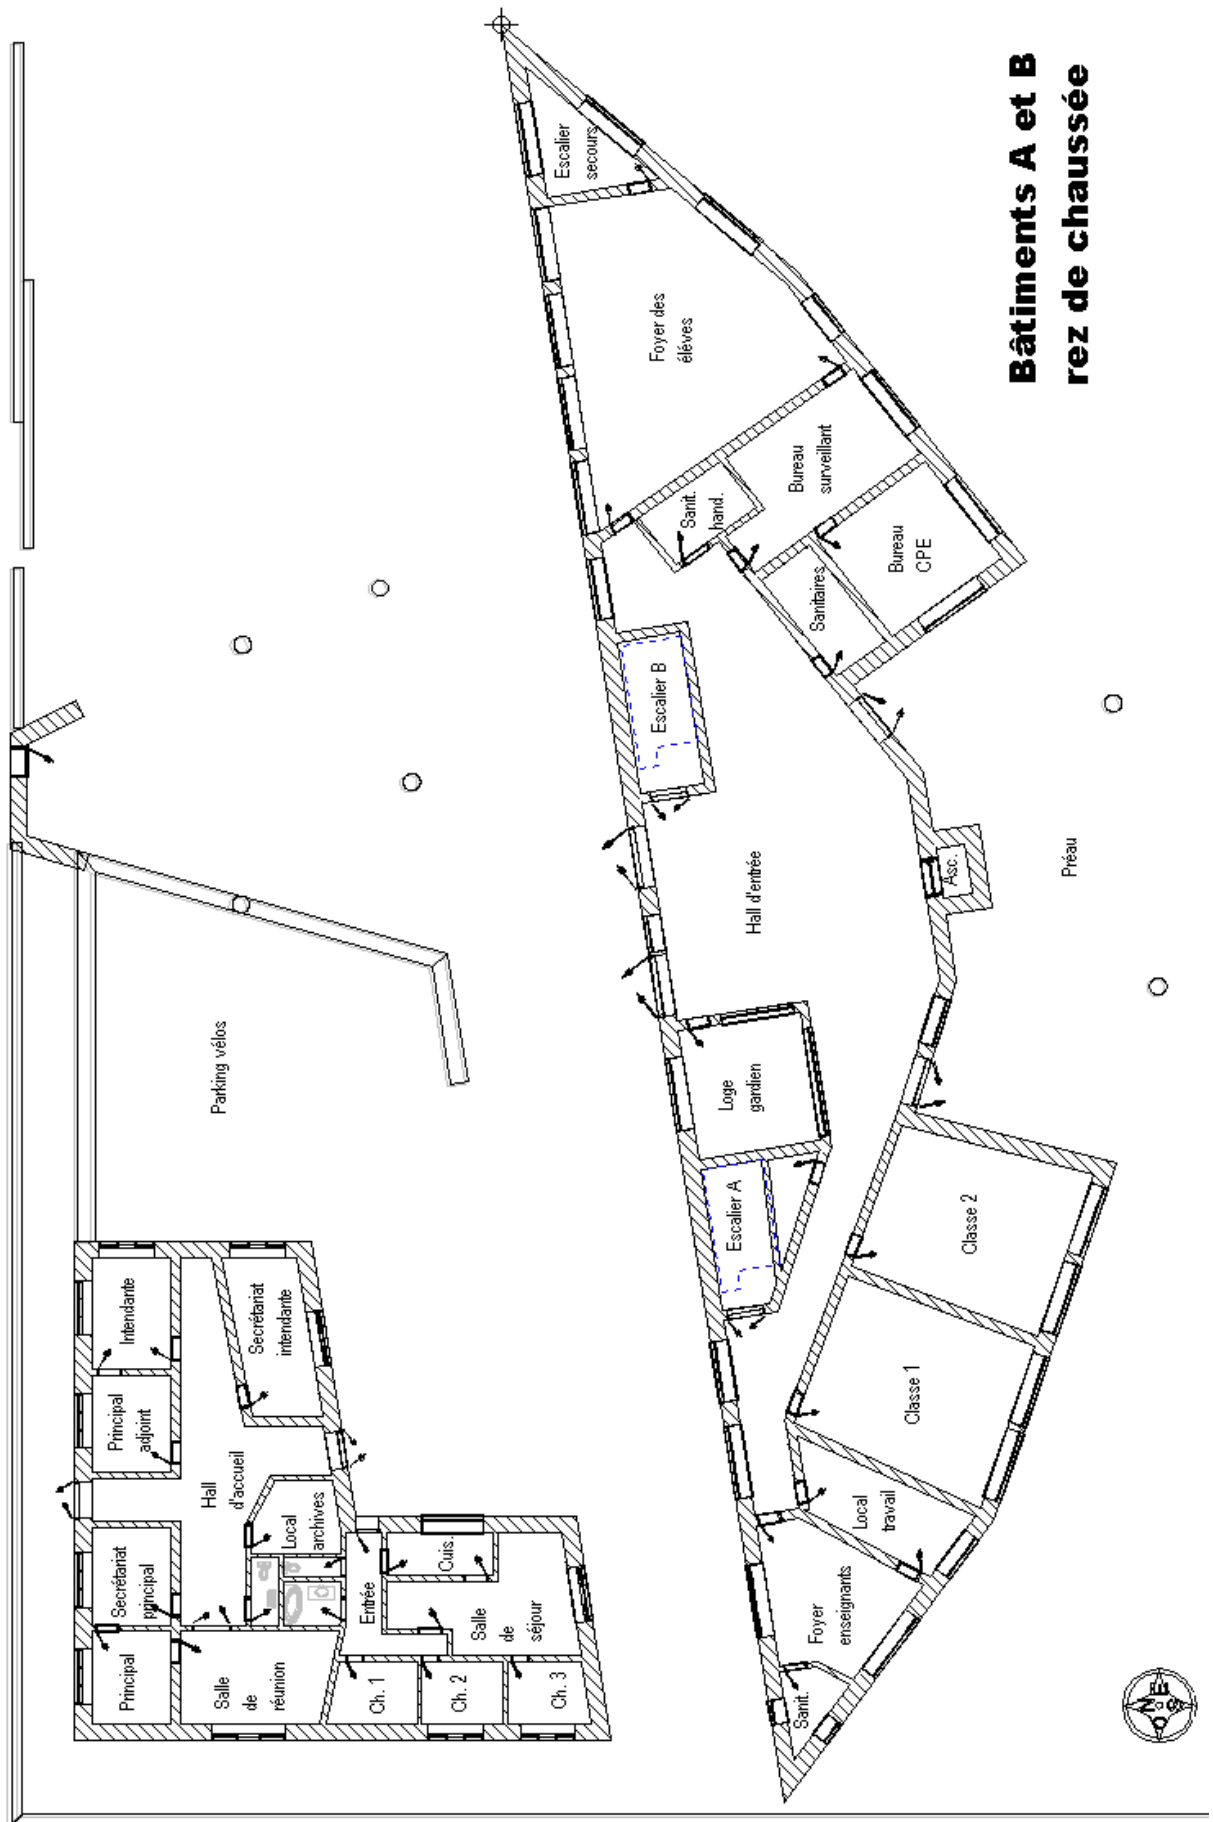 Bâtiments A et B
rez de chaussée
Escalier
secours
Foyer des
élèves
Bureau
surveillant
Sanit.
hand.
Bureau
CPE
Sanitaires
Escalier B
Hall d'entrée
Asc.
Préau
Loge
gardien
Escalier A
Classe 2
Classe 1
Local
travail
Foyer
enseignants
Sanit.
Parking vélos
Intendante
Secrétariat
intendante
Principal
adjoint
Hall
d'accueil
Local
archives
Secrétariat
principal
Principal
Salle
de
réunion
Entrée
Cuis.
Salle
de
séjour
Ch. 1
Ch. 2
Ch. 3
N
E
S
O